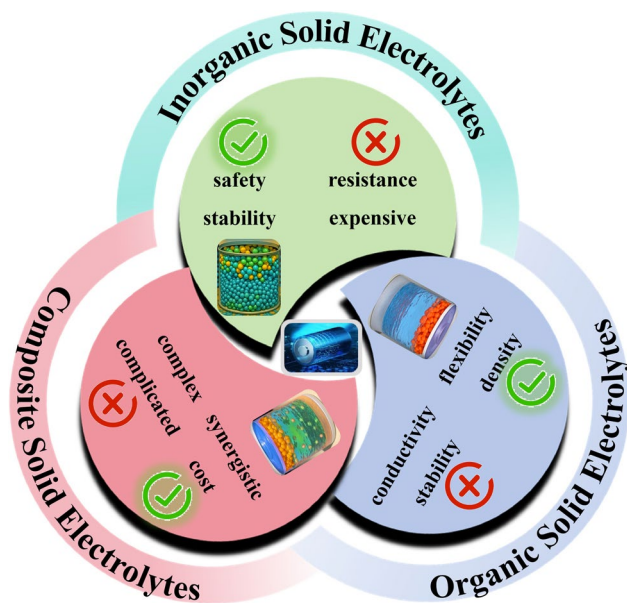 Inorganic Solid Electrolytes
safety
resistance
stability
expensive
Composite Solid Electrolytes
complex
complicated
synergistic
cost
Organic Solid Electrolytes
flexibility
density
conductivity
stability